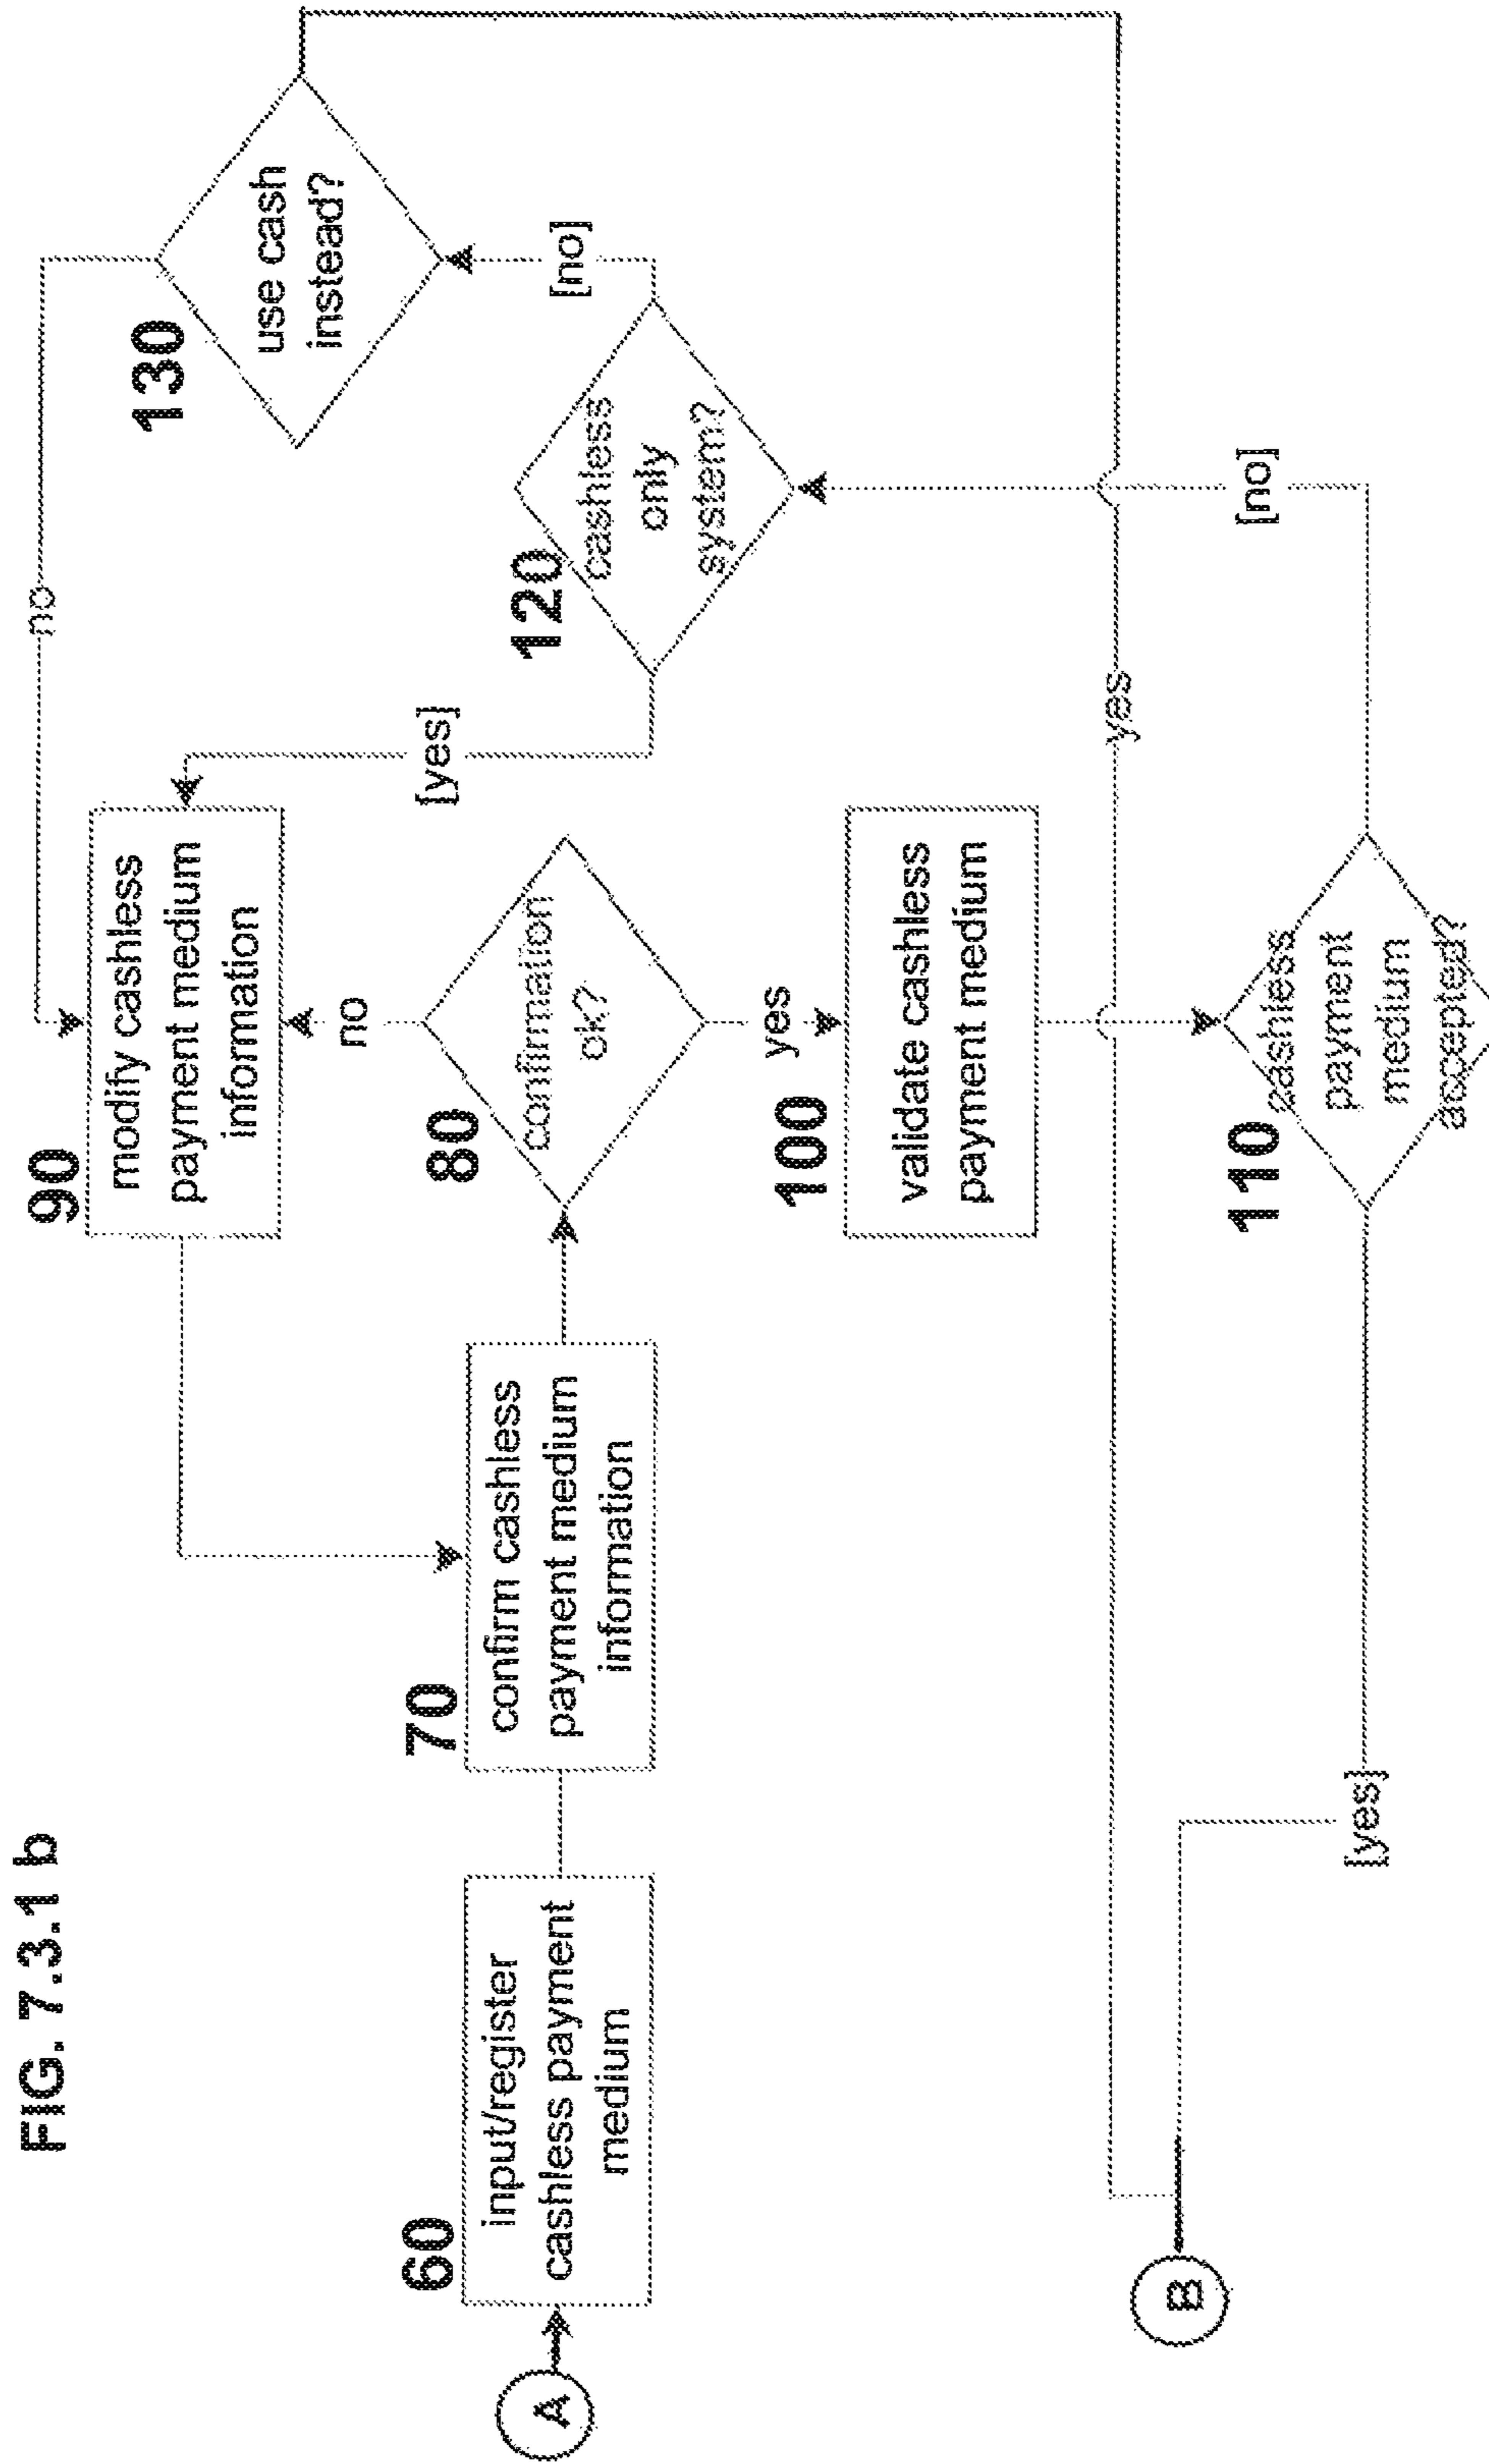 FIG. 7.3.1 b
90
modify cashless
payment medium
information
no
130
use cash
instead?
[no]
[yes]
120
cashless
only
system?
A
60
input/register
cashless payment
medium
70
confirm cashless
payment medium
information
80
confirmation
ok?
no
yes
100
validate cashless
payment medium
yes
B
[yes]
110
cashless
payment
medium
accepted?
[no]